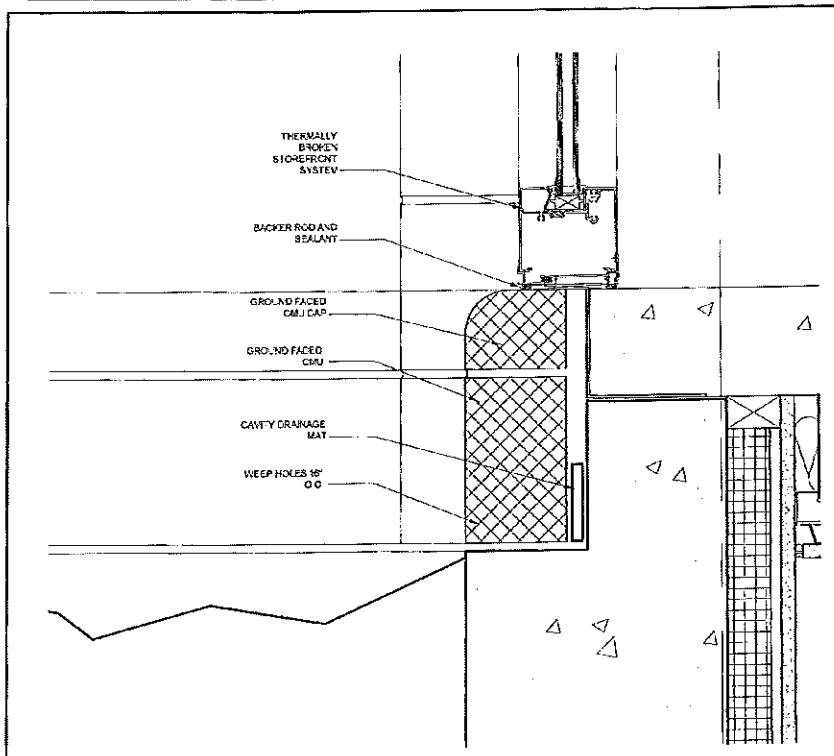 THERMALLY
BROKEN
STOREFRONT
SYSTEM
BACKER ROD AND
SEALANT
GROUND FACED
CMU CAP
GROUND FACED
CMU
CAVITY DRAINAGE
MAT
WEEP HOLES 16"
O.C